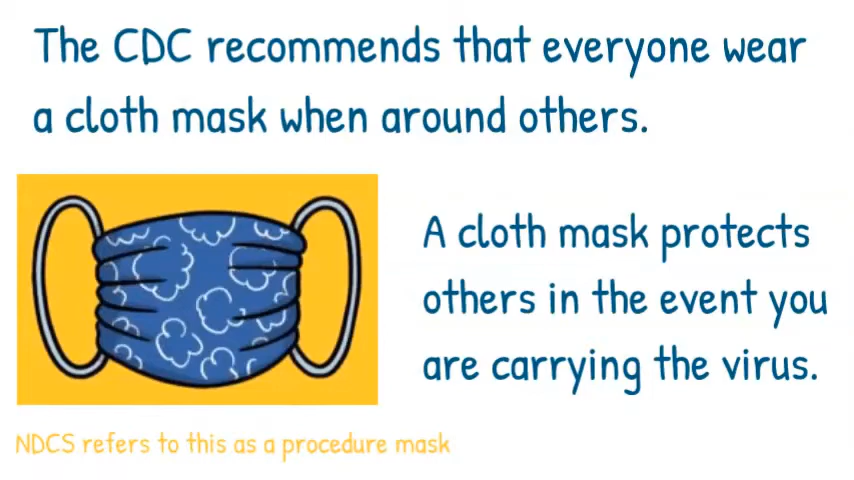 The CDC recommends that everyone wear
a cloth mask when around others.
A cloth mask protects
others in the event you
are carrying the virus.
NDCS refers to this as a procedure mask